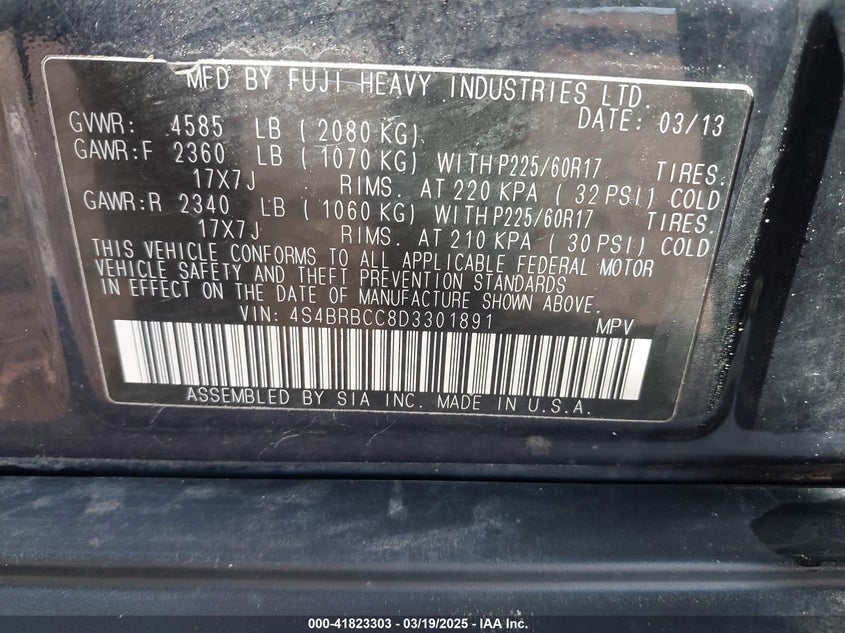 MFD BY FUJI HEAVY INDUSTRIES LTD.
DATE: 03/13
GVWR: 4585 LB ( 2080 KG)
GAWR:F 2360 LB ( 1070 KG) WITH P225/60R17 TIRES.
17X7J RIMS. AT 220 KPA ( 32 PSI) COLD
GAWR:R 2340 LB ( 1060 KG) WITH P225/60R17 TIRES.
17X7J RIMS. AT 210 KPA ( 30 PSI) COLD
THIS VEHICLE CONFORMS TO ALL APPLICABLE FEDERAL MOTOR
VEHICLE SAFETY AND THEFT PREVENTION STANDARDS
IN EFFECT ON THE DATE OF MANUFACTURE SHOWN ABOVE.
VIN: 4S4BRBCC8D3301891 MPV
ASSEMBLED BY SIA INC. MADE IN U.S.A.
000-41823303 - 03/19/2025 - IAA Inc.